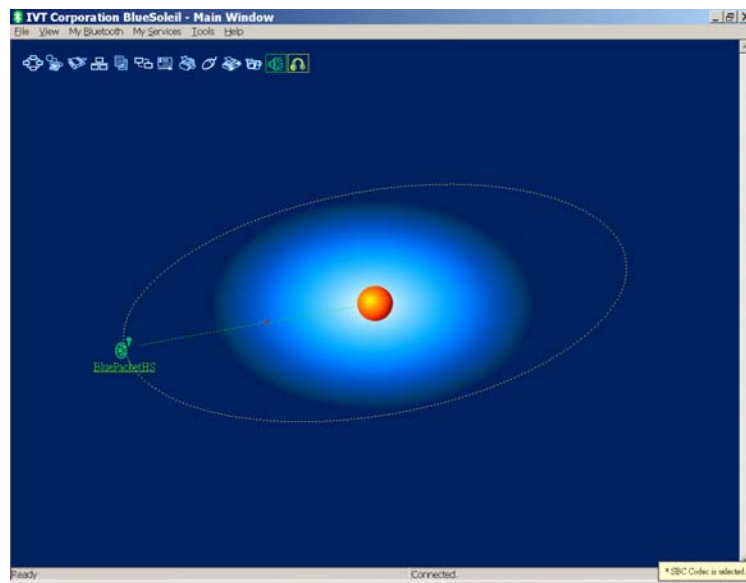 IVT Corporation BlueSoleil - Main Window
File View My Bluetooth My Services Tools Help
BluePacketHS
Ready Connected.
* SBC Codec is selected.